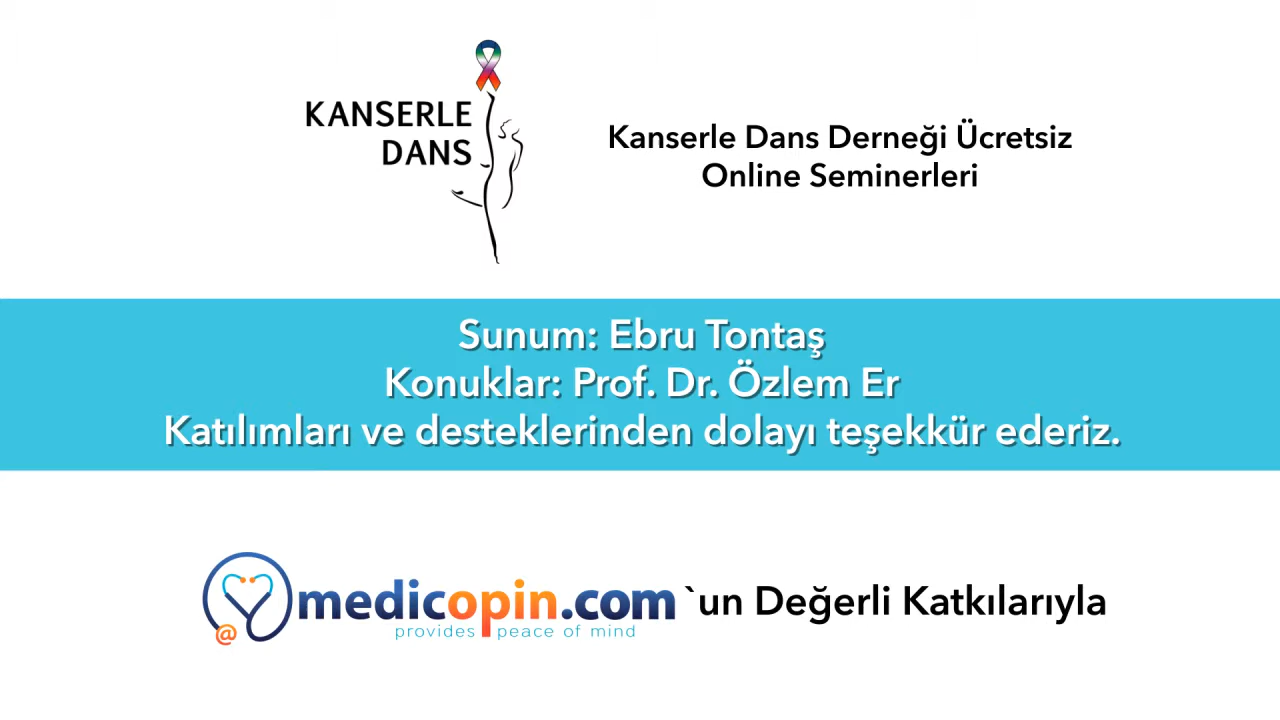 KANSERLE
DANS
Kanserle Dans Derneği Ücretsiz
Online Seminerleri
Sunum: Ebru Tontaş
Konuklar: Prof. Dr. Özlem Er
Katılımları ve desteklerinden dolayı teşekkür ederiz.
@medicopin.com`un Değerli Katkılarıyla
provides peace of mind